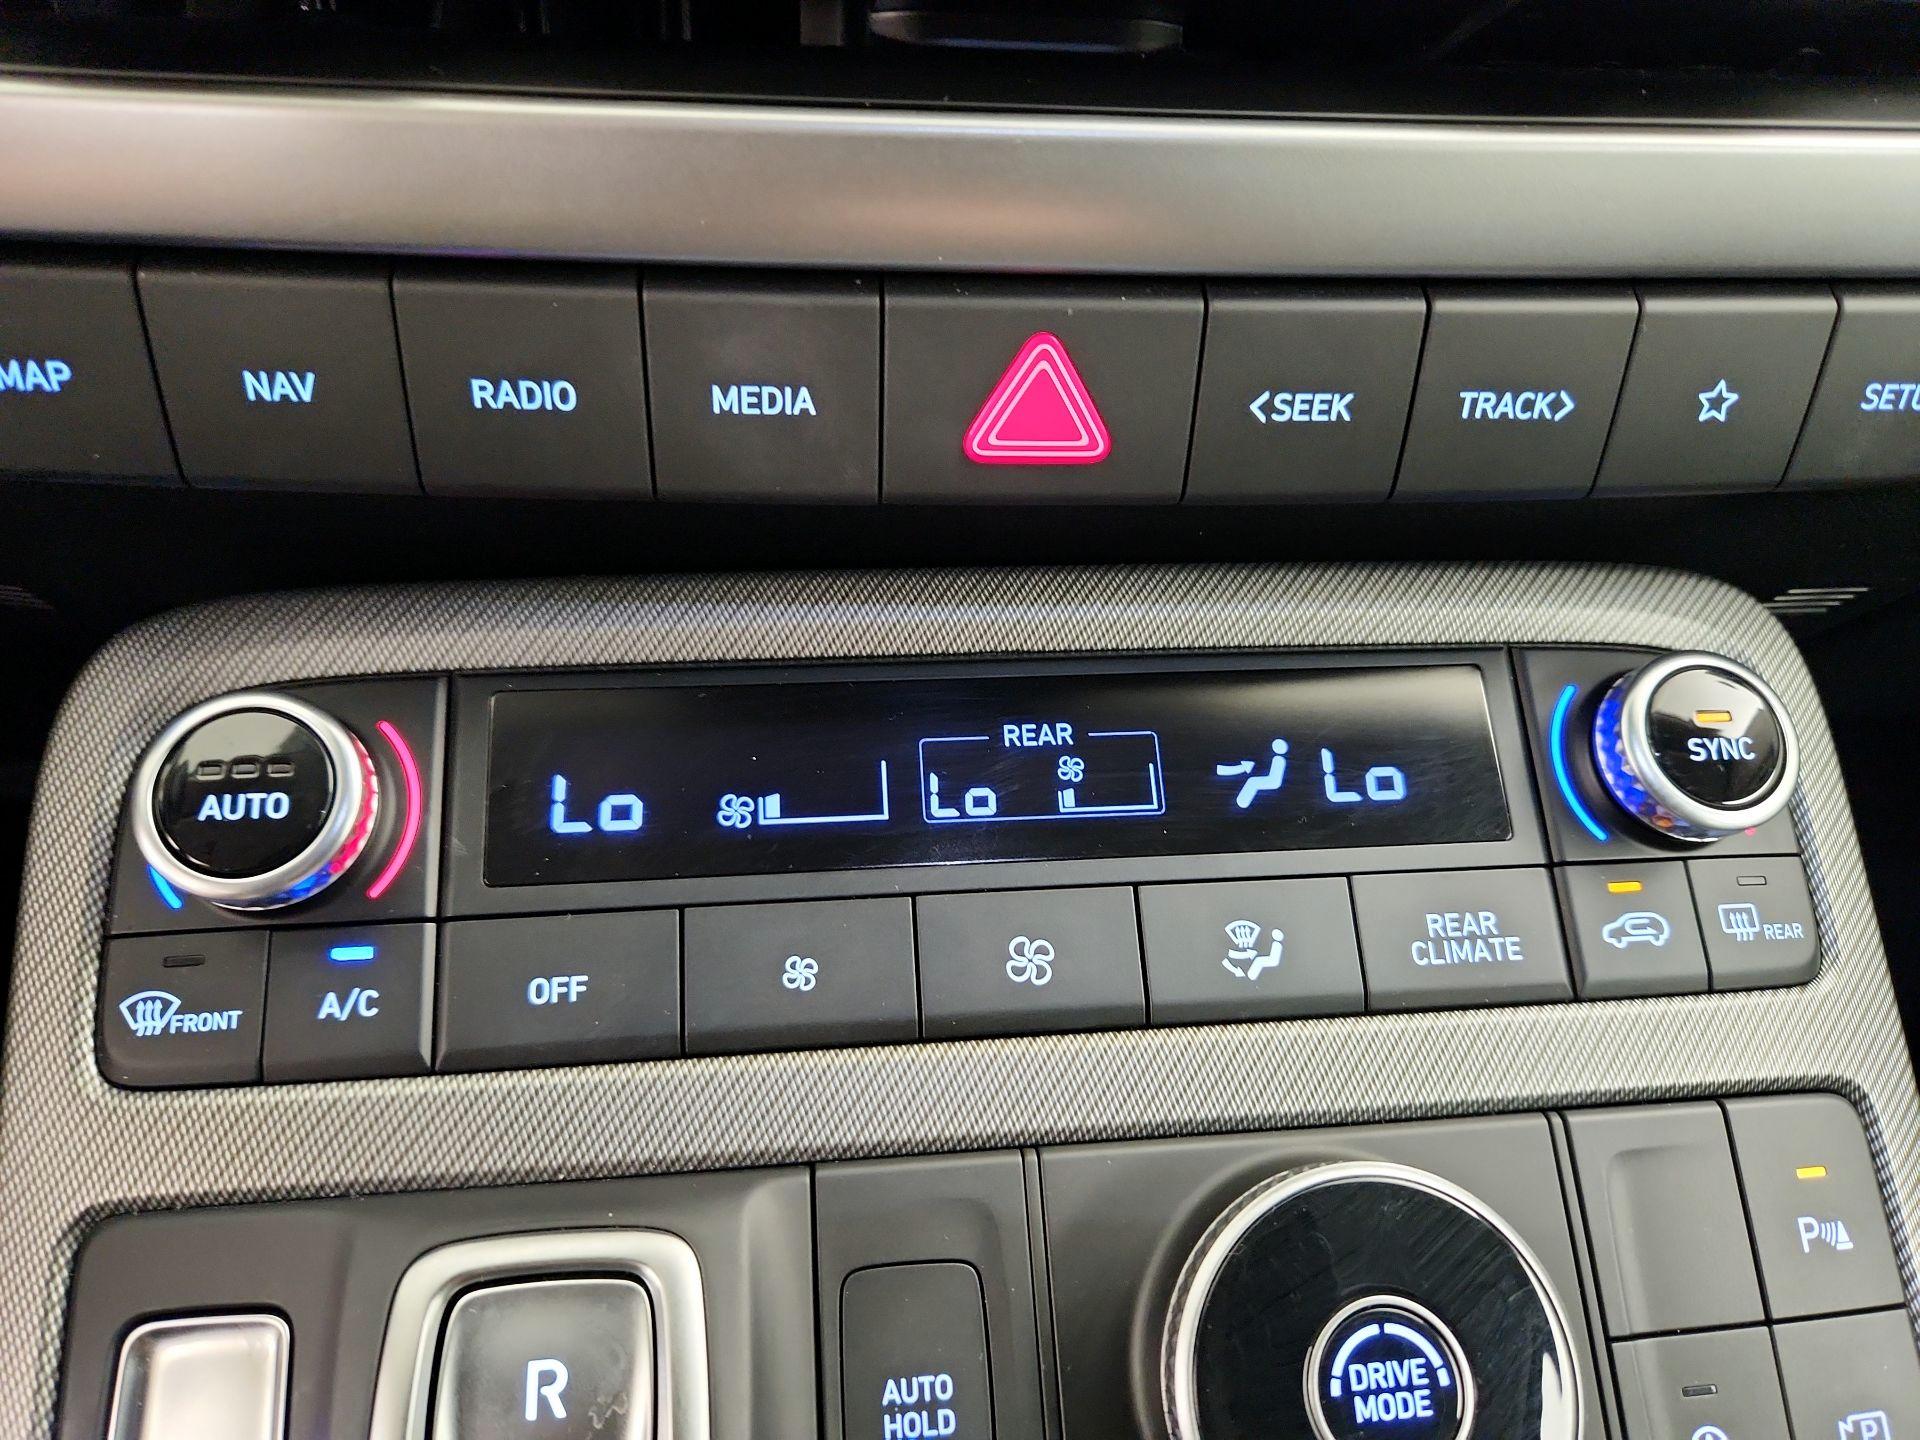 MAP
NAV
RADIO
MEDIA
<SEEK
TRACK>
AUTO
Lo
REAR
Lo
Lo
SYNC
FRONT
A/C
OFF
REAR
CLIMATE
REAR
R
AUTO
HOLD
DRIVE
MODE
P
P